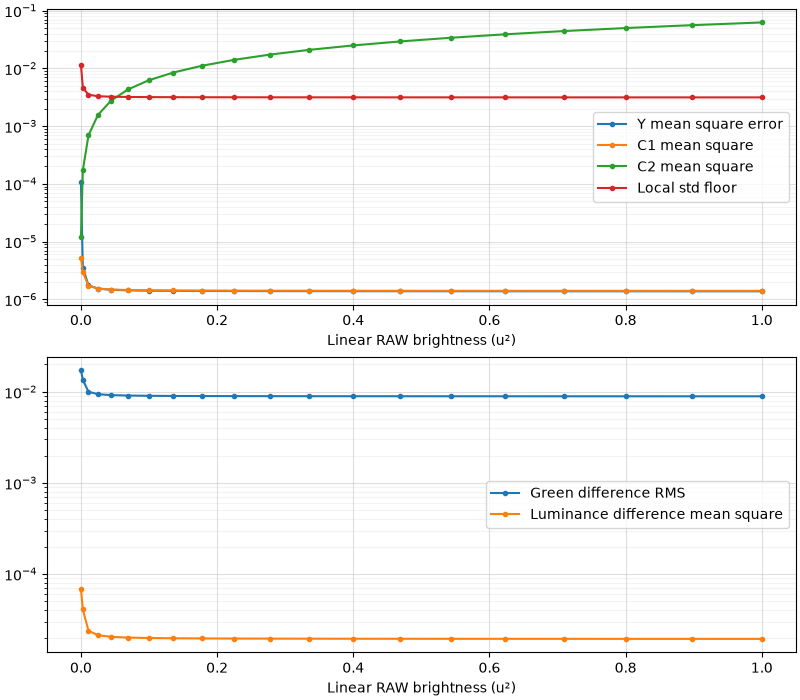 10⁻¹
10⁻²
10⁻³
10⁻⁴
10⁻⁵
10⁻⁶
Y mean square error
C1 mean square
C2 mean square
Local std floor
0.0 0.2 0.4 0.6 0.8 1.0
Linear RAW brightness (u²)
10⁻²
10⁻³
10⁻⁴
Green difference RMS
Luminance difference mean square
0.0 0.2 0.4 0.6 0.8 1.0
Linear RAW brightness (u²)